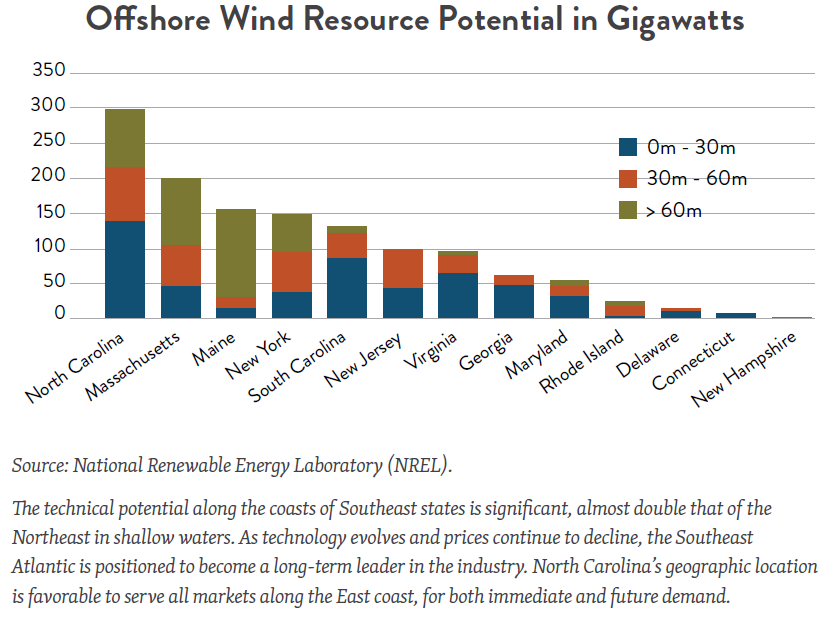 Offshore Wind Resource Potential in Gigawatts
350
300
250
200
150
100
50
0
0m - 30m
30m - 60m
> 60m
North Carolina
Massachusetts
Maine
New York
South Carolina
New Jersey
Virginia
Georgia
Maryland
Rhode Island
Delaware
Connecticut
New Hampshire
Source: National Renewable Energy Laboratory (NREL).
The technical potential along the coasts of Southeast states is significant, almost double that of the
Northeast in shallow waters. As technology evolves and prices continue to decline, the Southeast
Atlantic is positioned to become a long-term leader in the industry. North Carolina's geographic location
is favorable to serve all markets along the East coast, for both immediate and future demand.